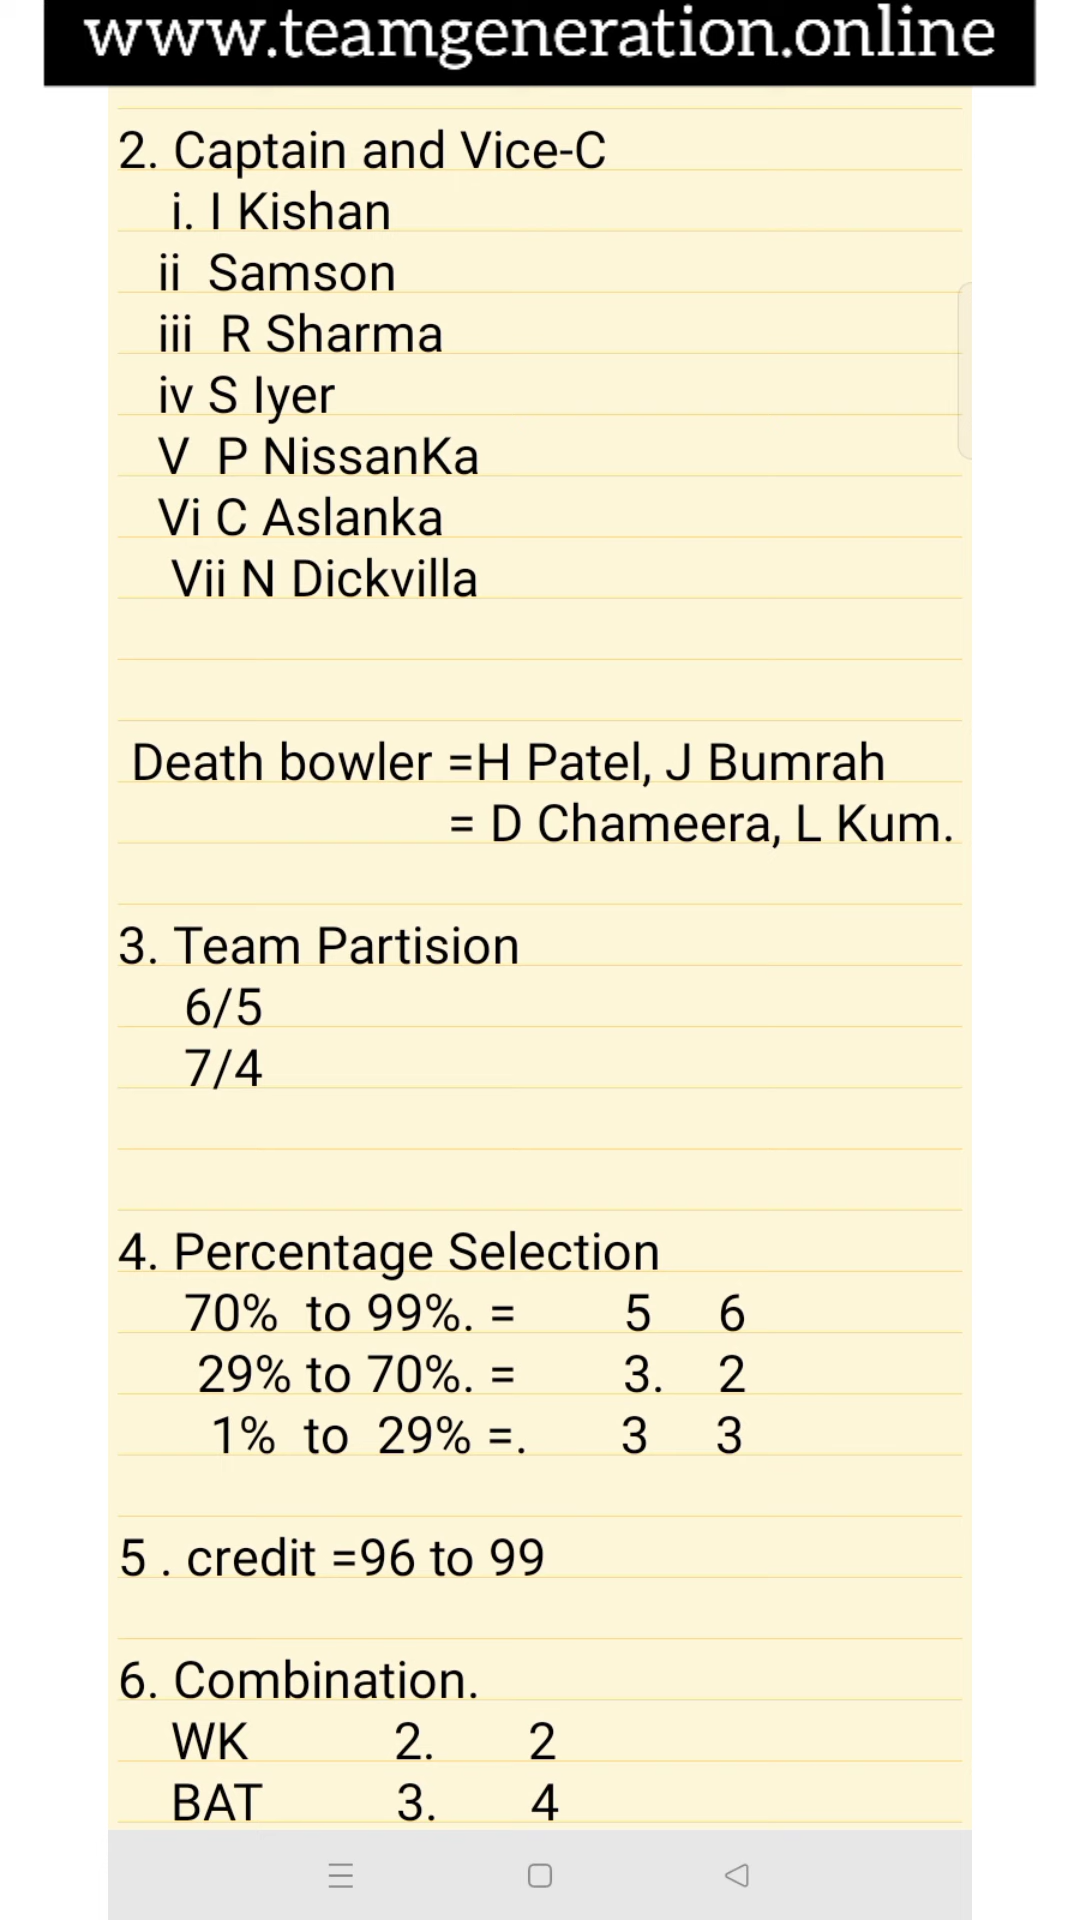 www.teamgeneration.online
2. Captain and Vice-C
i. I Kishan
ii Samson
iii R Sharma
iv S Iyer
V P NissanKa
Vi C Aslanka
Vii N Dickvilla
Death bowler =H Patel, J Bumrah
= D Chameera, L Kum.
3. Team Partision
6/5
7/4
4. Percentage Selection
70% to 99%. = 5 6
29% to 70%. = 3. 2
1% to 29% =. 3 3
5 . credit =96 to 99
6. Combination.
WK 2. 2
BAT 3. 4